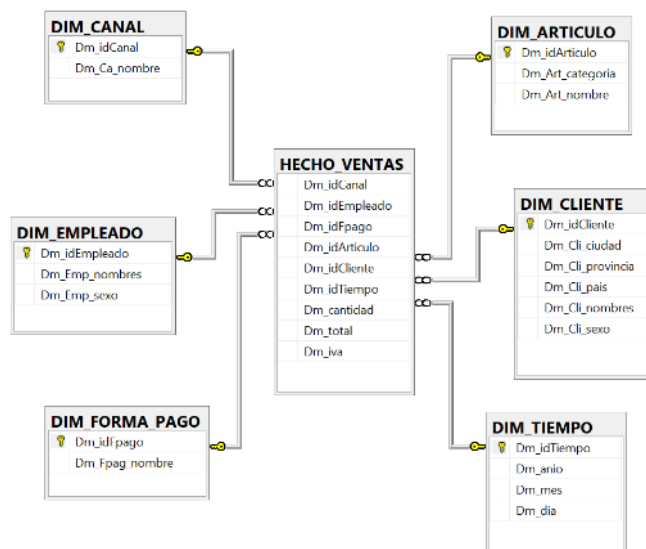 DIM_CANAL
Dm_idCanal
Dm_Ca_nombre
DIM_EMPLEADO
Dm_idEmpleado
Dm_Emp_nombres
Dm_Emp_sexo
DIM_FORMA_PAGO
Dm_idFpago
Dm_Fpag_nombre
HECHO_VENTAS
Dm_idCanal
Dm_idEmpleado
Dm_idFpago
Dm_idArticulo
Dm_idCliente
Dm_idTiempo
Dm_cantidad
Dm_total
Dm_iva
DIM_ARTICULO
Dm_idArticulo
Dm_Art_categoria
Dm_Art_nombre
DIM_CLIENTE
Dm_idCliente
Dm_Cli_ciudad
Dm_Cli_provincia
Dm_Cli_pais
Dm_Cli_nombres
Dm_Cli_sexo
DIM_TIEMPO
Dm_idTiempo
Dm_anio
Dm_mes
Dm_dia